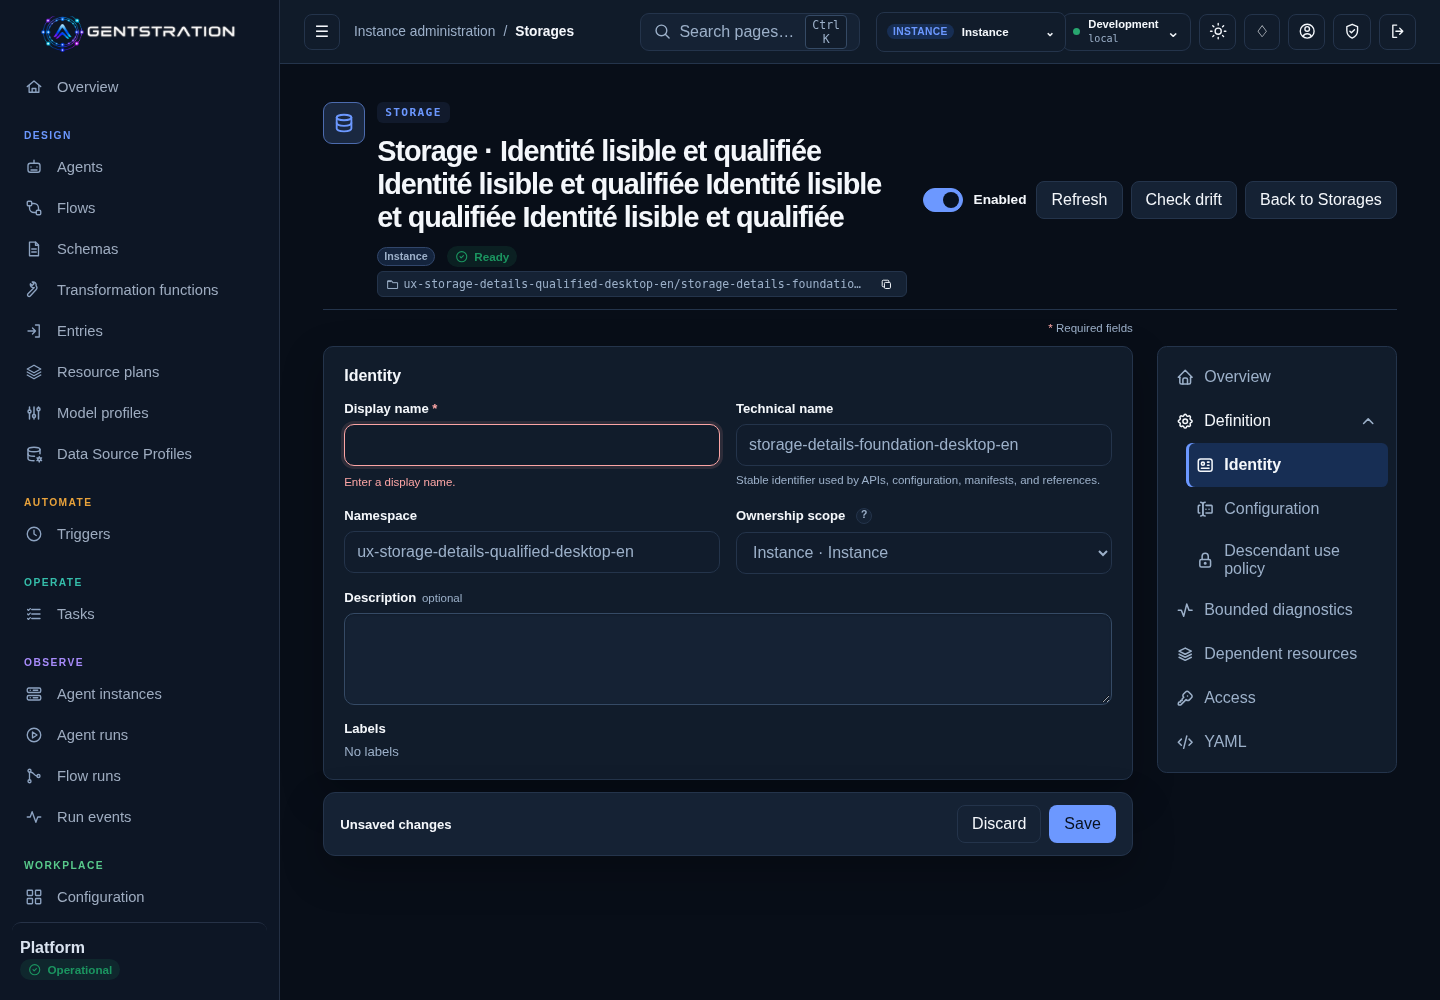 GENTSTRATION
Overview
DESIGN
Agents
Flows
Schemas
Transformation functions
Entries
Resource plans
Model profiles
Data Source Profiles
AUTOMATE
Triggers
OPERATE
Tasks
OBSERVE
Agent instances
Agent runs
Flow runs
Run events
WORKPLACE
Configuration
Platform
Operational
Instance administration / Storages
Search pages…
Ctrl K
INSTANCE Instance
Development
local
STORAGE
Storage · Identité lisible et qualifiée
Identité lisible et qualifiée Identité lisible
et qualifiée Identité lisible et qualifiée
Enabled
Refresh
Check drift
Back to Storages
Instance
Ready
ux-storage-details-qualified-desktop-en/storage-details-foundatio…
* Required fields
Identity
Display name *
Enter a display name.
Technical name
storage-details-foundation-desktop-en
Stable identifier used by APIs, configuration, manifests, and references.
Namespace
ux-storage-details-qualified-desktop-en
Ownership scope ?
Instance · Instance
Description optional
Labels
No labels
Unsaved changes
Discard
Save
Overview
Definition
Identity
Configuration
Descendant use
policy
Bounded diagnostics
Dependent resources
Access
YAML